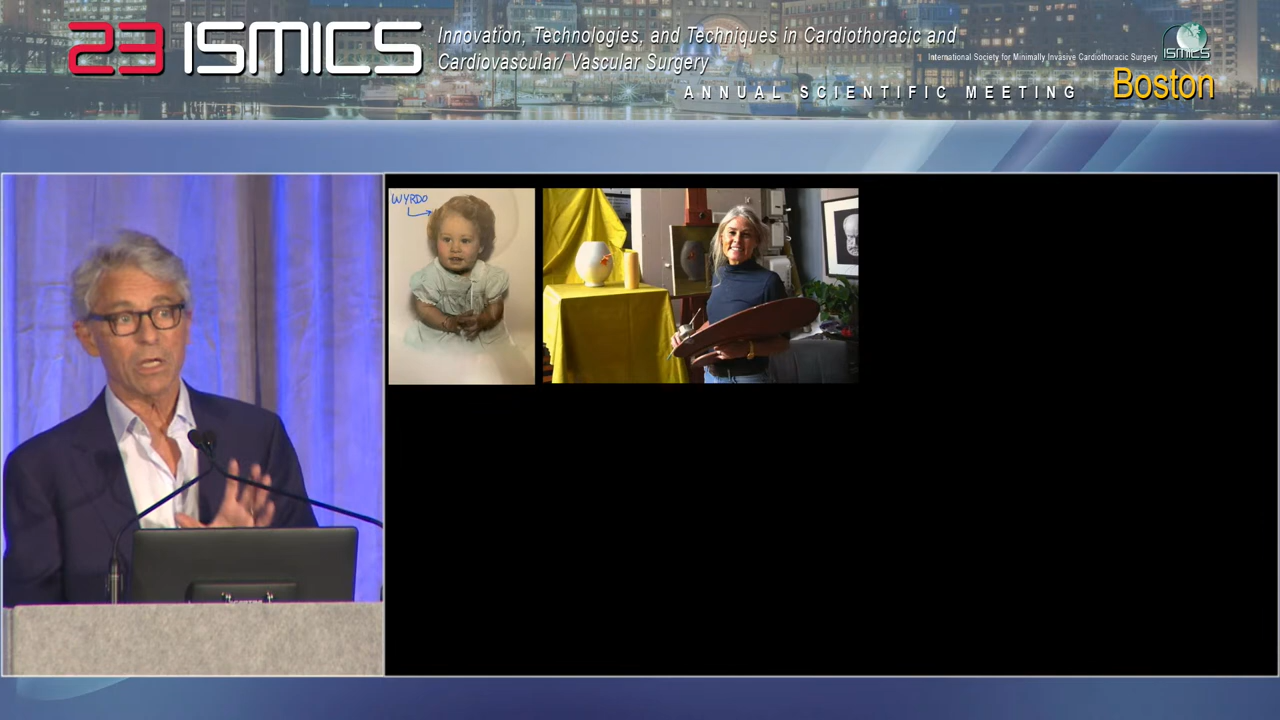 23 ISMICS
Innovation, Technologies, and Techniques in Cardiothoracic and
Cardiovascular/ Vascular Surgery
International Society for Minimally Invasive Cardiothoracic Surgery
ISMICS
ANNUAL SCIENTIFIC MEETING
Boston
WYRDO